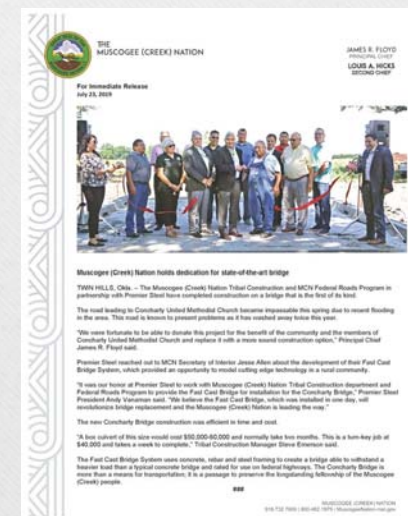 THE
MUSCOGEE (CREEK) NATION
JAMES R. FLOYD
PRINCIPAL CHIEF
LOUIS A. HICKS
SECOND CHIEF
For Immediate Release
July 23, 2019
Muscogee (Creek) Nation holds dedication for state-of-the-art bridge
TWIN HILLS, Okla. – The Muscogee (Creek) Nation Tribal Construction and MCN Federal Roads Program in
partnership with Premier Steel have completed construction on a bridge that is the first of its kind.
The road leading to Concharty United Methodist Church became impassable this spring due to recent flooding
in the area. This road is known to present problems as it has washed away twice this year.
"We were fortunate to be able to donate this project for the benefit of the community and the members of
Concharty United Methodist Church and replace it with a more sound construction option," Principal Chief
James R. Floyd said.
Premier Steel reached out to MCN Secretary of Interior Jesse Allen about the development of their Fast Cast
Bridge System, which provided an opportunity to model cutting edge technology in a rural community.
"It was our honor at Premier Steel to work with Muscogee (Creek) Nation Tribal Construction department and
Federal Roads Program to provide the Fast Cast Bridge for installation for the Concharty Bridge," Premier Steel
President Andy Vanaman said. "We believe the Fast Cast Bridge, which was installed in one day, will
revolutionize bridge replacement and the Muscogee (Creek) Nation is leading the way."
The new Concharty Bridge construction was efficient in time and cost.
"A box culvert of this size would cost $50,000-60,000 and normally take two months. This is a turn-key job at
$40,000 and takes a week to complete," Tribal Construction Manager Steve Emerson said.
The Fast Cast Bridge System uses concrete, rebar and steel framing to create a bridge able to withstand a
heavier load than a typical concrete bridge and rated for use on federal highways. The Concharty Bridge is
more than a means for transportation; it is a passage to preserve the longstanding fellowship of the Muscogee
(Creek) people.
###
MUSCOGEE (CREEK) NATION